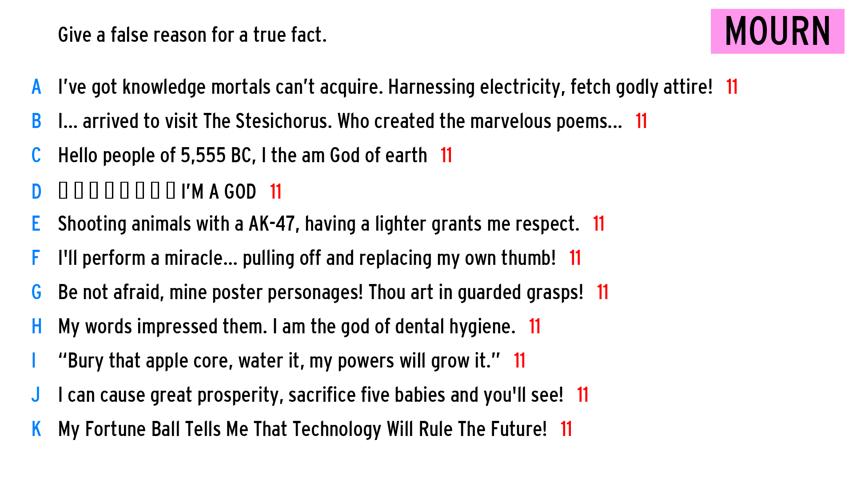 Give a false reason for a true fact.
MOURN
A I've got knowledge mortals can't acquire. Harnessing electricity, fetch godly attire! 11
B I... arrived to visit The Stesichorus. Who created the marvelous poems... 11
C Hello people of 5,555 BC, I the am God of earth 11
D ▯ ▯ ▯ ▯ ▯ ▯ ▯ ▯ I'M A GOD 11
E Shooting animals with a AK-47, having a lighter grants me respect. 11
F I'll perform a miracle... pulling off and replacing my own thumb! 11
G Be not afraid, mine poster personages! Thou art in guarded grasps! 11
H My words impressed them. I am the god of dental hygiene. 11
I “Bury that apple core, water it, my powers will grow it.” 11
J I can cause great prosperity, sacrifice five babies and you'll see! 11
K My Fortune Ball Tells Me That Technology Will Rule The Future! 11